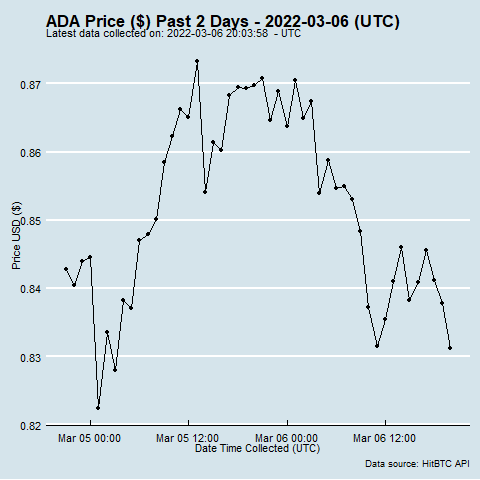 ADA Price ($) Past 2 Days - 2022-03-06 (UTC)
Latest data collected on: 2022-03-06 20:03:58 - UTC
Price USD ($)
0.87
0.86
0.85
0.84
0.83
0.82
Mar 05 00:00 Mar 05 12:00 Mar 06 00:00 Mar 06 12:00
Date Time Collected (UTC)
Data source: HitBTC API